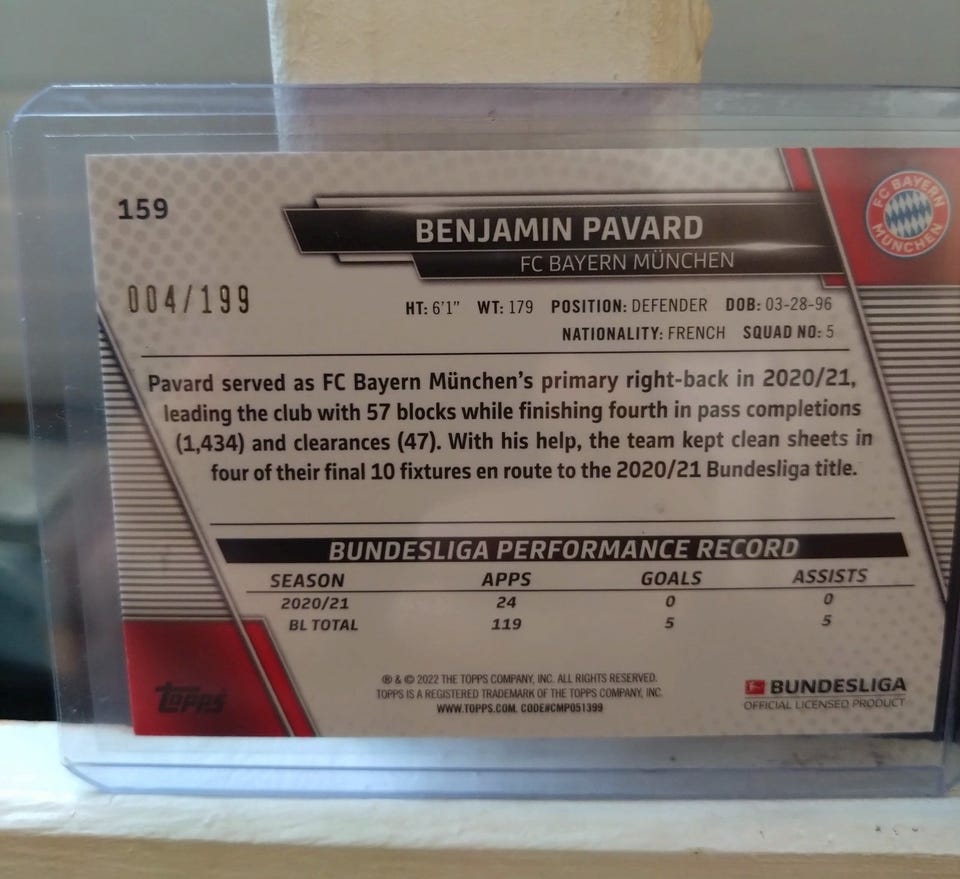 159
FC BAYERN MÜNCHEN
BENJAMIN PAVARD
FC BAYERN MÜNCHEN
004/199
HT: 6'1" WT: 179 POSITION: DEFENDER DOB: 03-28-96
NATIONALITY: FRENCH SQUAD NO: 5
Pavard served as FC Bayern München's primary right-back in 2020/21,
leading the club with 57 blocks while finishing fourth in pass completions
(1,434) and clearances (47). With his help, the team kept clean sheets in
four of their final 10 fixtures en route to the 2020/21 Bundesliga title.
BUNDESLIGA PERFORMANCE RECORD
SEASON APPS GOALS ASSISTS
2020/21 24 0 0
BL TOTAL 119 5 5
® & © 2022 THE TOPPS COMPANY, INC. ALL RIGHTS RESERVED.
TOPPS IS A REGISTERED TRADEMARK OF THE TOPPS COMPANY, INC.
WWW.TOPPS.COM. CODE#CMP051399
topps
BUNDESLIGA
OFFICIAL LICENSED PRODUCT